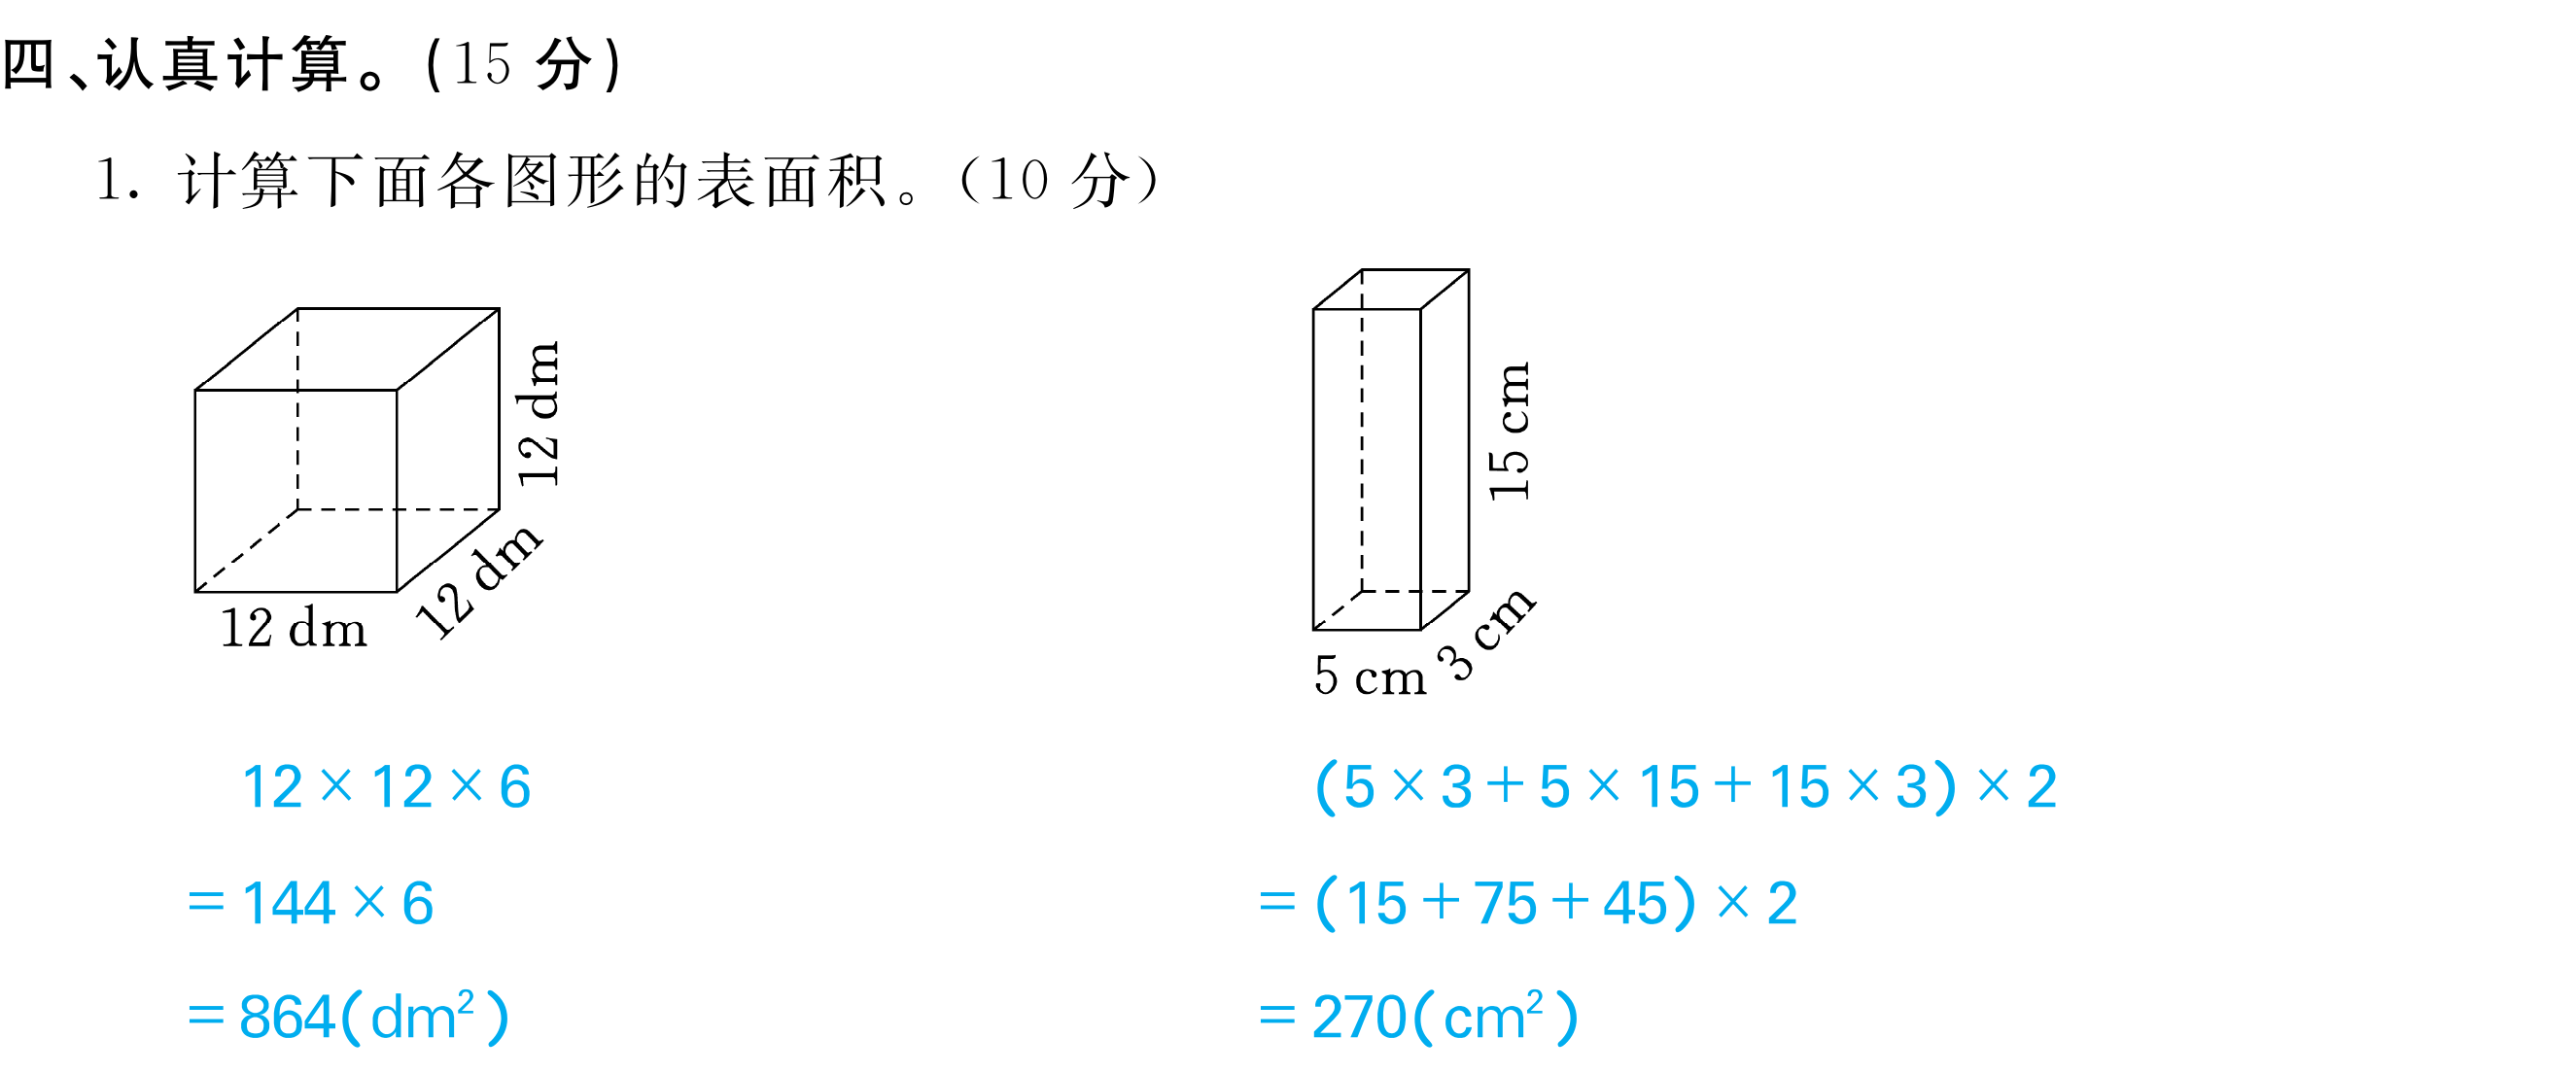 四、认真计算。(15 分)
1. 计算下面各图形的表面积。(10 分)
12 dm
12 dm
12 dm
15 cm
5 cm
3 cm
12×12×6
=144×6
=864(dm²)
(5×3+5×15+15×3)×2
=(15+75+45)×2
=270(cm²)